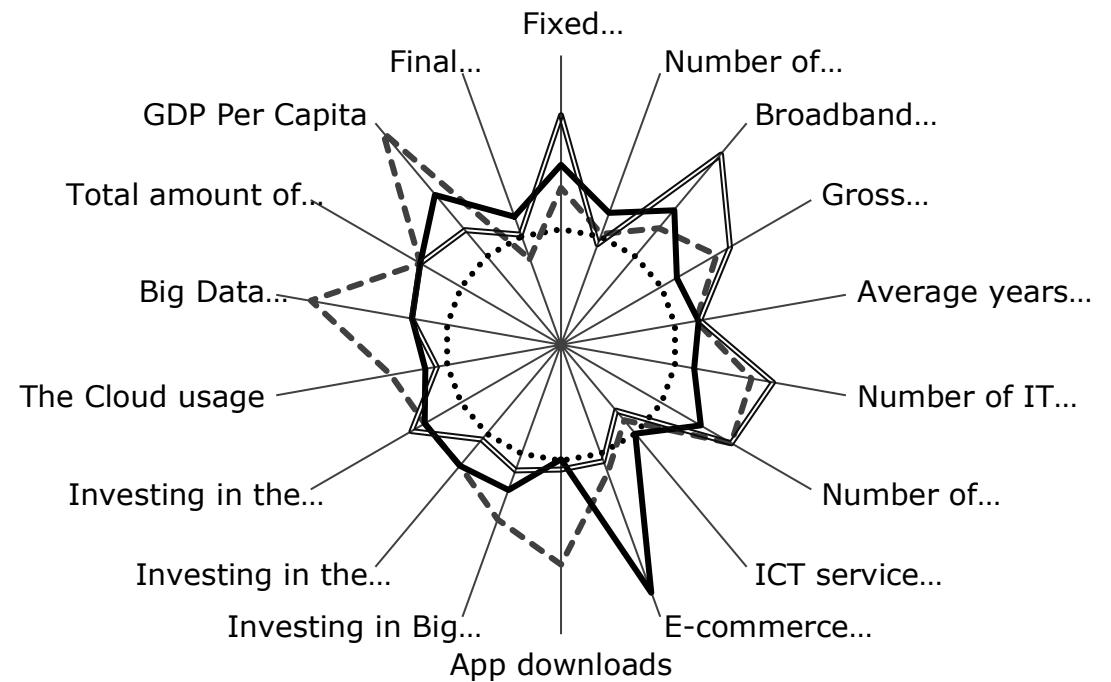 Fixed…
Number of…
Broadband…
Gross…
Average years…
Number of IT…
Number of…
ICT service…
E-commerce…
App downloads
Investing in Big…
Investing in the…
Investing in the…
The Cloud usage
Big Data…
Total amount of…
GDP Per Capita
Final…